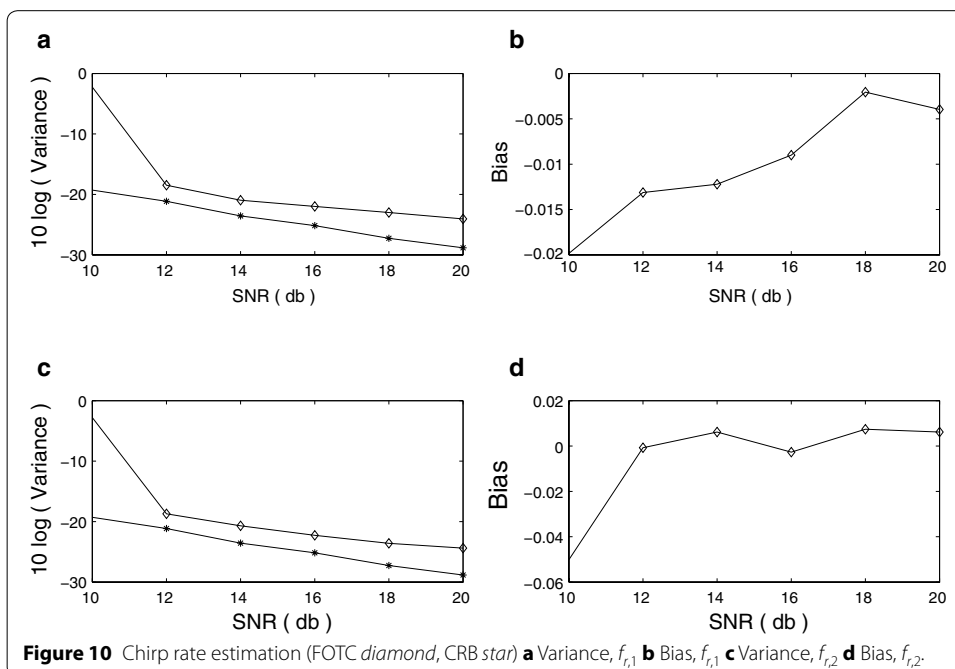 a
0
−10
−20
−30
10 log ( Variance )
10 12 14 16 18 20
SNR ( db )
b
0
−0.005
−0.01
−0.015
−0.02
Bias
10 12 14 16 18 20
SNR ( db )
c
0
−10
−20
−30
10 log ( Variance )
10 12 14 16 18 20
SNR ( db )
d
0.02
0
−0.02
−0.04
−0.06
Bias
10 12 14 16 18 20
SNR ( db )
Figure 10 Chirp rate estimation (FOTC diamond, CRB star) a Variance, f_{r,1} b Bias, f_{r,1} c Variance, f_{r,2} d Bias, f_{r,2}.